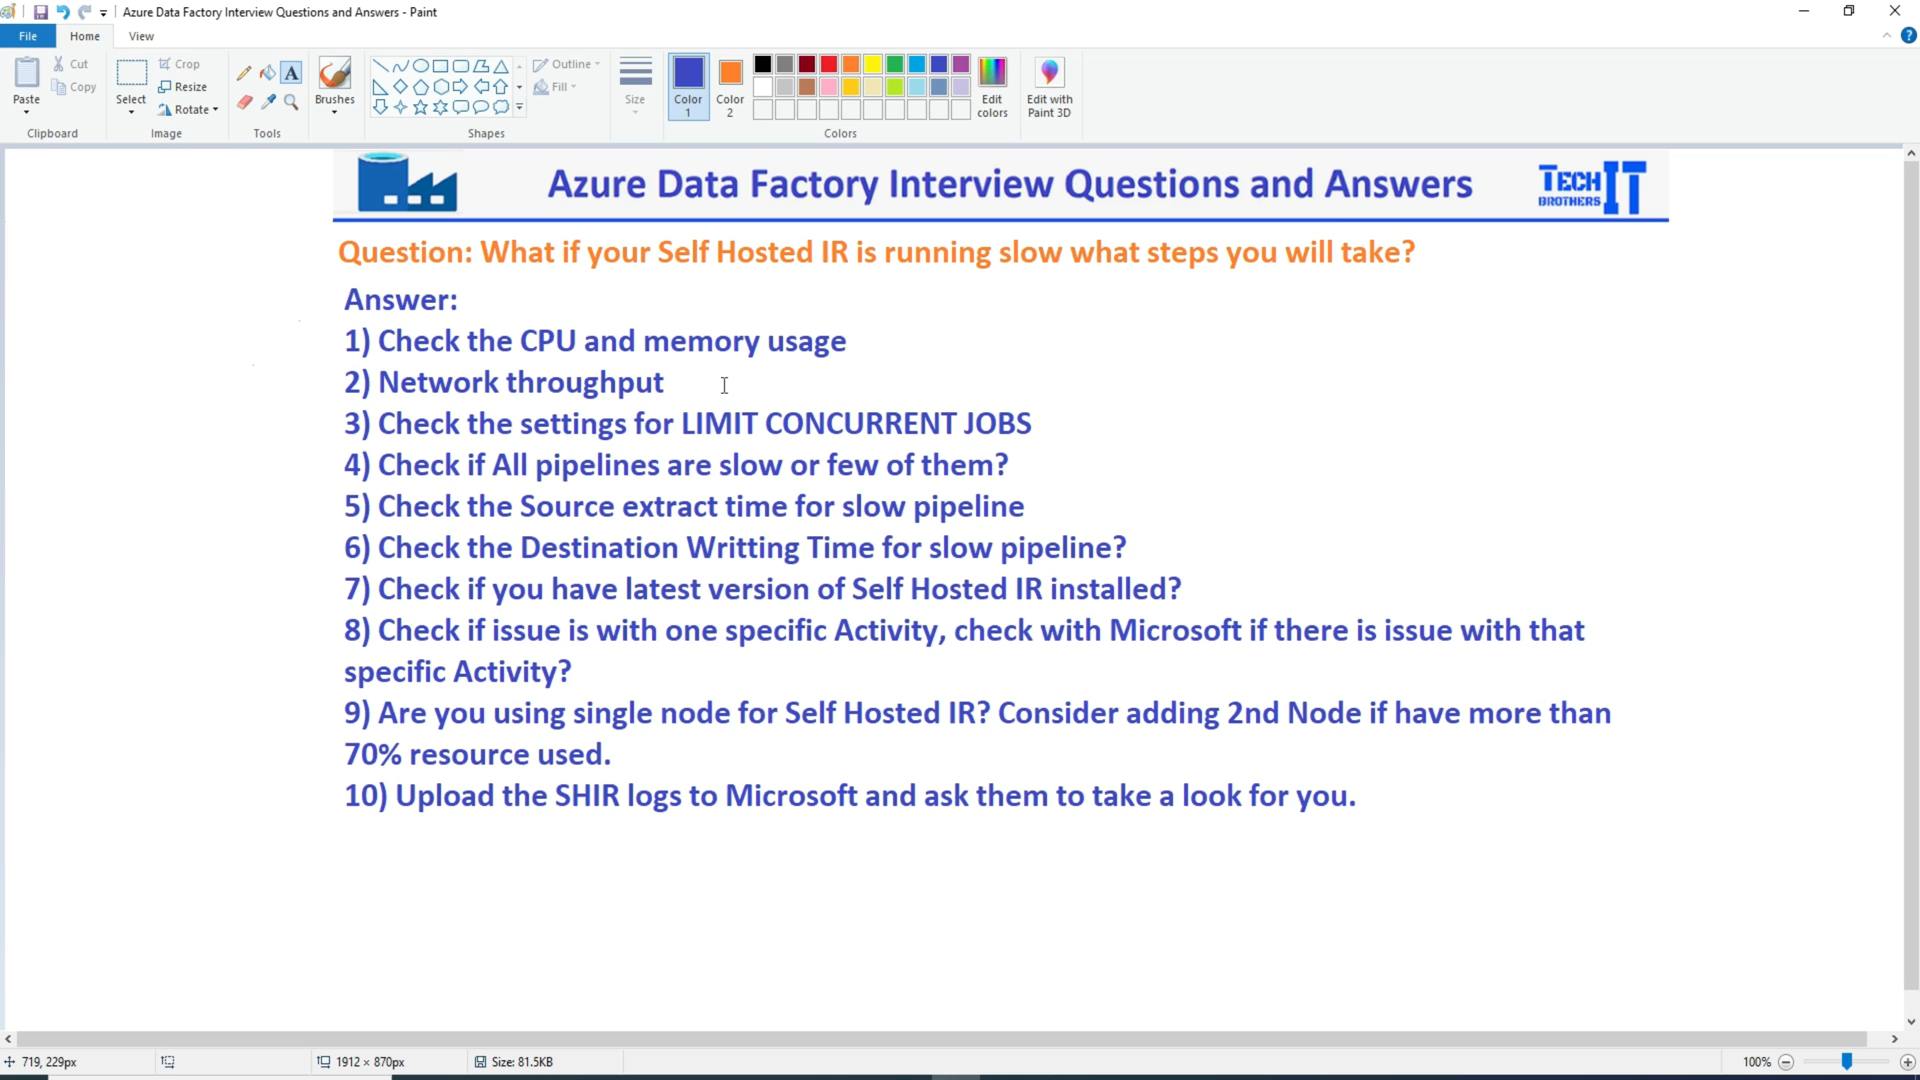 Azure Data Factory Interview Questions and Answers - Paint
File
Home
View
Paste
Cut
Copy
Clipboard
Select
Crop
Resize
Rotate
Image
A
Tools
Brushes
Outline
Fill
Shapes
Size
Color 1
Color 2
Edit colors
Colors
Edit with Paint 3D
?
Azure Data Factory Interview Questions and Answers
TECH BROTHERS IT
Question: What if your Self Hosted IR is running slow what steps you will take?
Answer:
1) Check the CPU and memory usage
2) Network throughput
3) Check the settings for LIMIT CONCURRENT JOBS
4) Check if All pipelines are slow or few of them?
5) Check the Source extract time for slow pipeline
6) Check the Destination Writting Time for slow pipeline?
7) Check if you have latest version of Self Hosted IR installed?
8) Check if issue is with one specific Activity, check with Microsoft if there is issue with that
specific Activity?
9) Are you using single node for Self Hosted IR? Consider adding 2nd Node if have more than
70% resource used.
10) Upload the SHIR logs to Microsoft and ask them to take a look for you.
719, 229px
1912 × 870px
Size: 81.5KB
100%